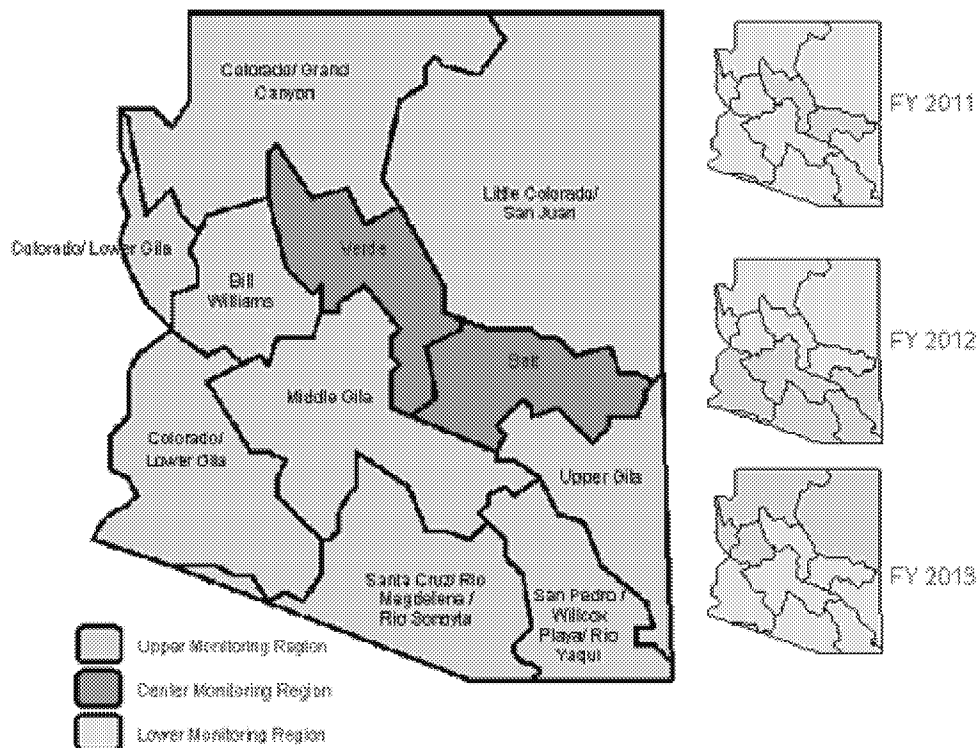 Colorado/ Grand
Canyon
Little Colorado/
San Juan
Colorado/ Lower Gila
Verde
Bill
Williams
Salt
Middle Gila
Colorado/
Lower Gila
Upper Gila
Santa Cruz/ Rio
Magdelena /
Rio Sonoyta
San Pedro /
Willcox
Playa/ Rio
Yaqui
Upper Monitoring Region
Center Monitoring Region
Lower Monitoring Region
FY 2011
FY 2012
FY 2013